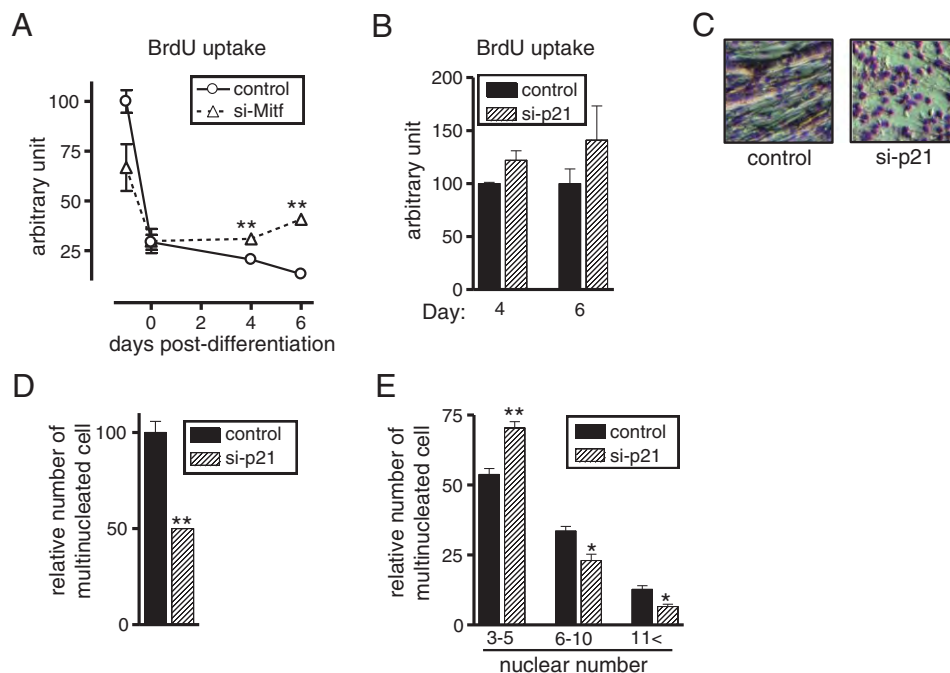 A
BrdU uptake
control
si-Mitf
arbitrary unit
100
75
50
25
**
**
0 2 4 6
days post-differentiation
B
BrdU uptake
control
si-p21
arbitrary unit
200
150
100
50
0
Day: 4 6
C
control si-p21
D
control
si-p21
relative number of
multinucleated cell
100
50
0
**
E
control
si-p21
relative number of
multinucleated cell
75
50
25
0
**
*
*
3-5 6-10 11<
nuclear number